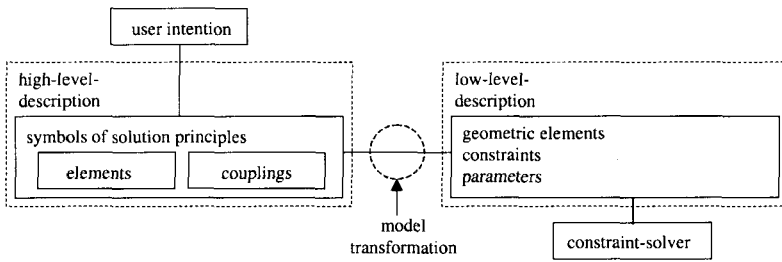 user intention
high-level-
description
symbols of solution principles
elements
couplings
model
transformation
low-level-
description
geometric elements
constraints
parameters
constraint-solver